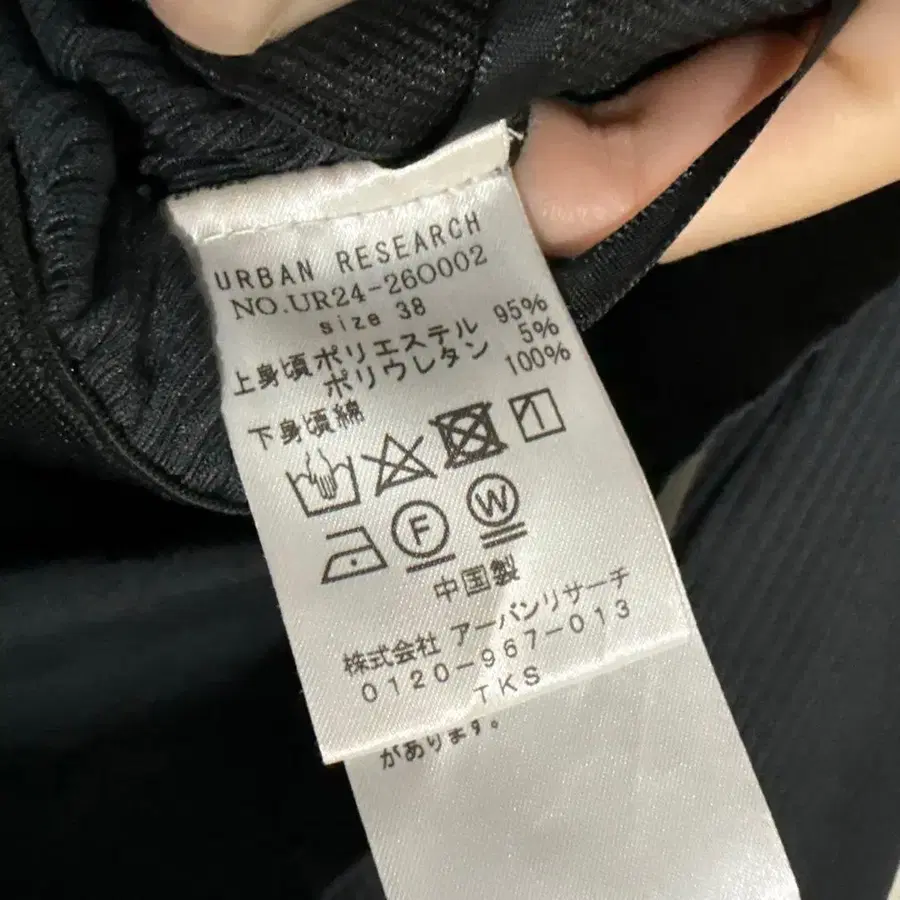 URBAN RESEARCH
NO.UR24-26O002
size 38
上身頃ポリエステル 95%
ポリウレタン 5%
下身頃綿 100%
F W
中国製
株式会社 アーバンリサーチ
0120-967-013
TKS
があります。